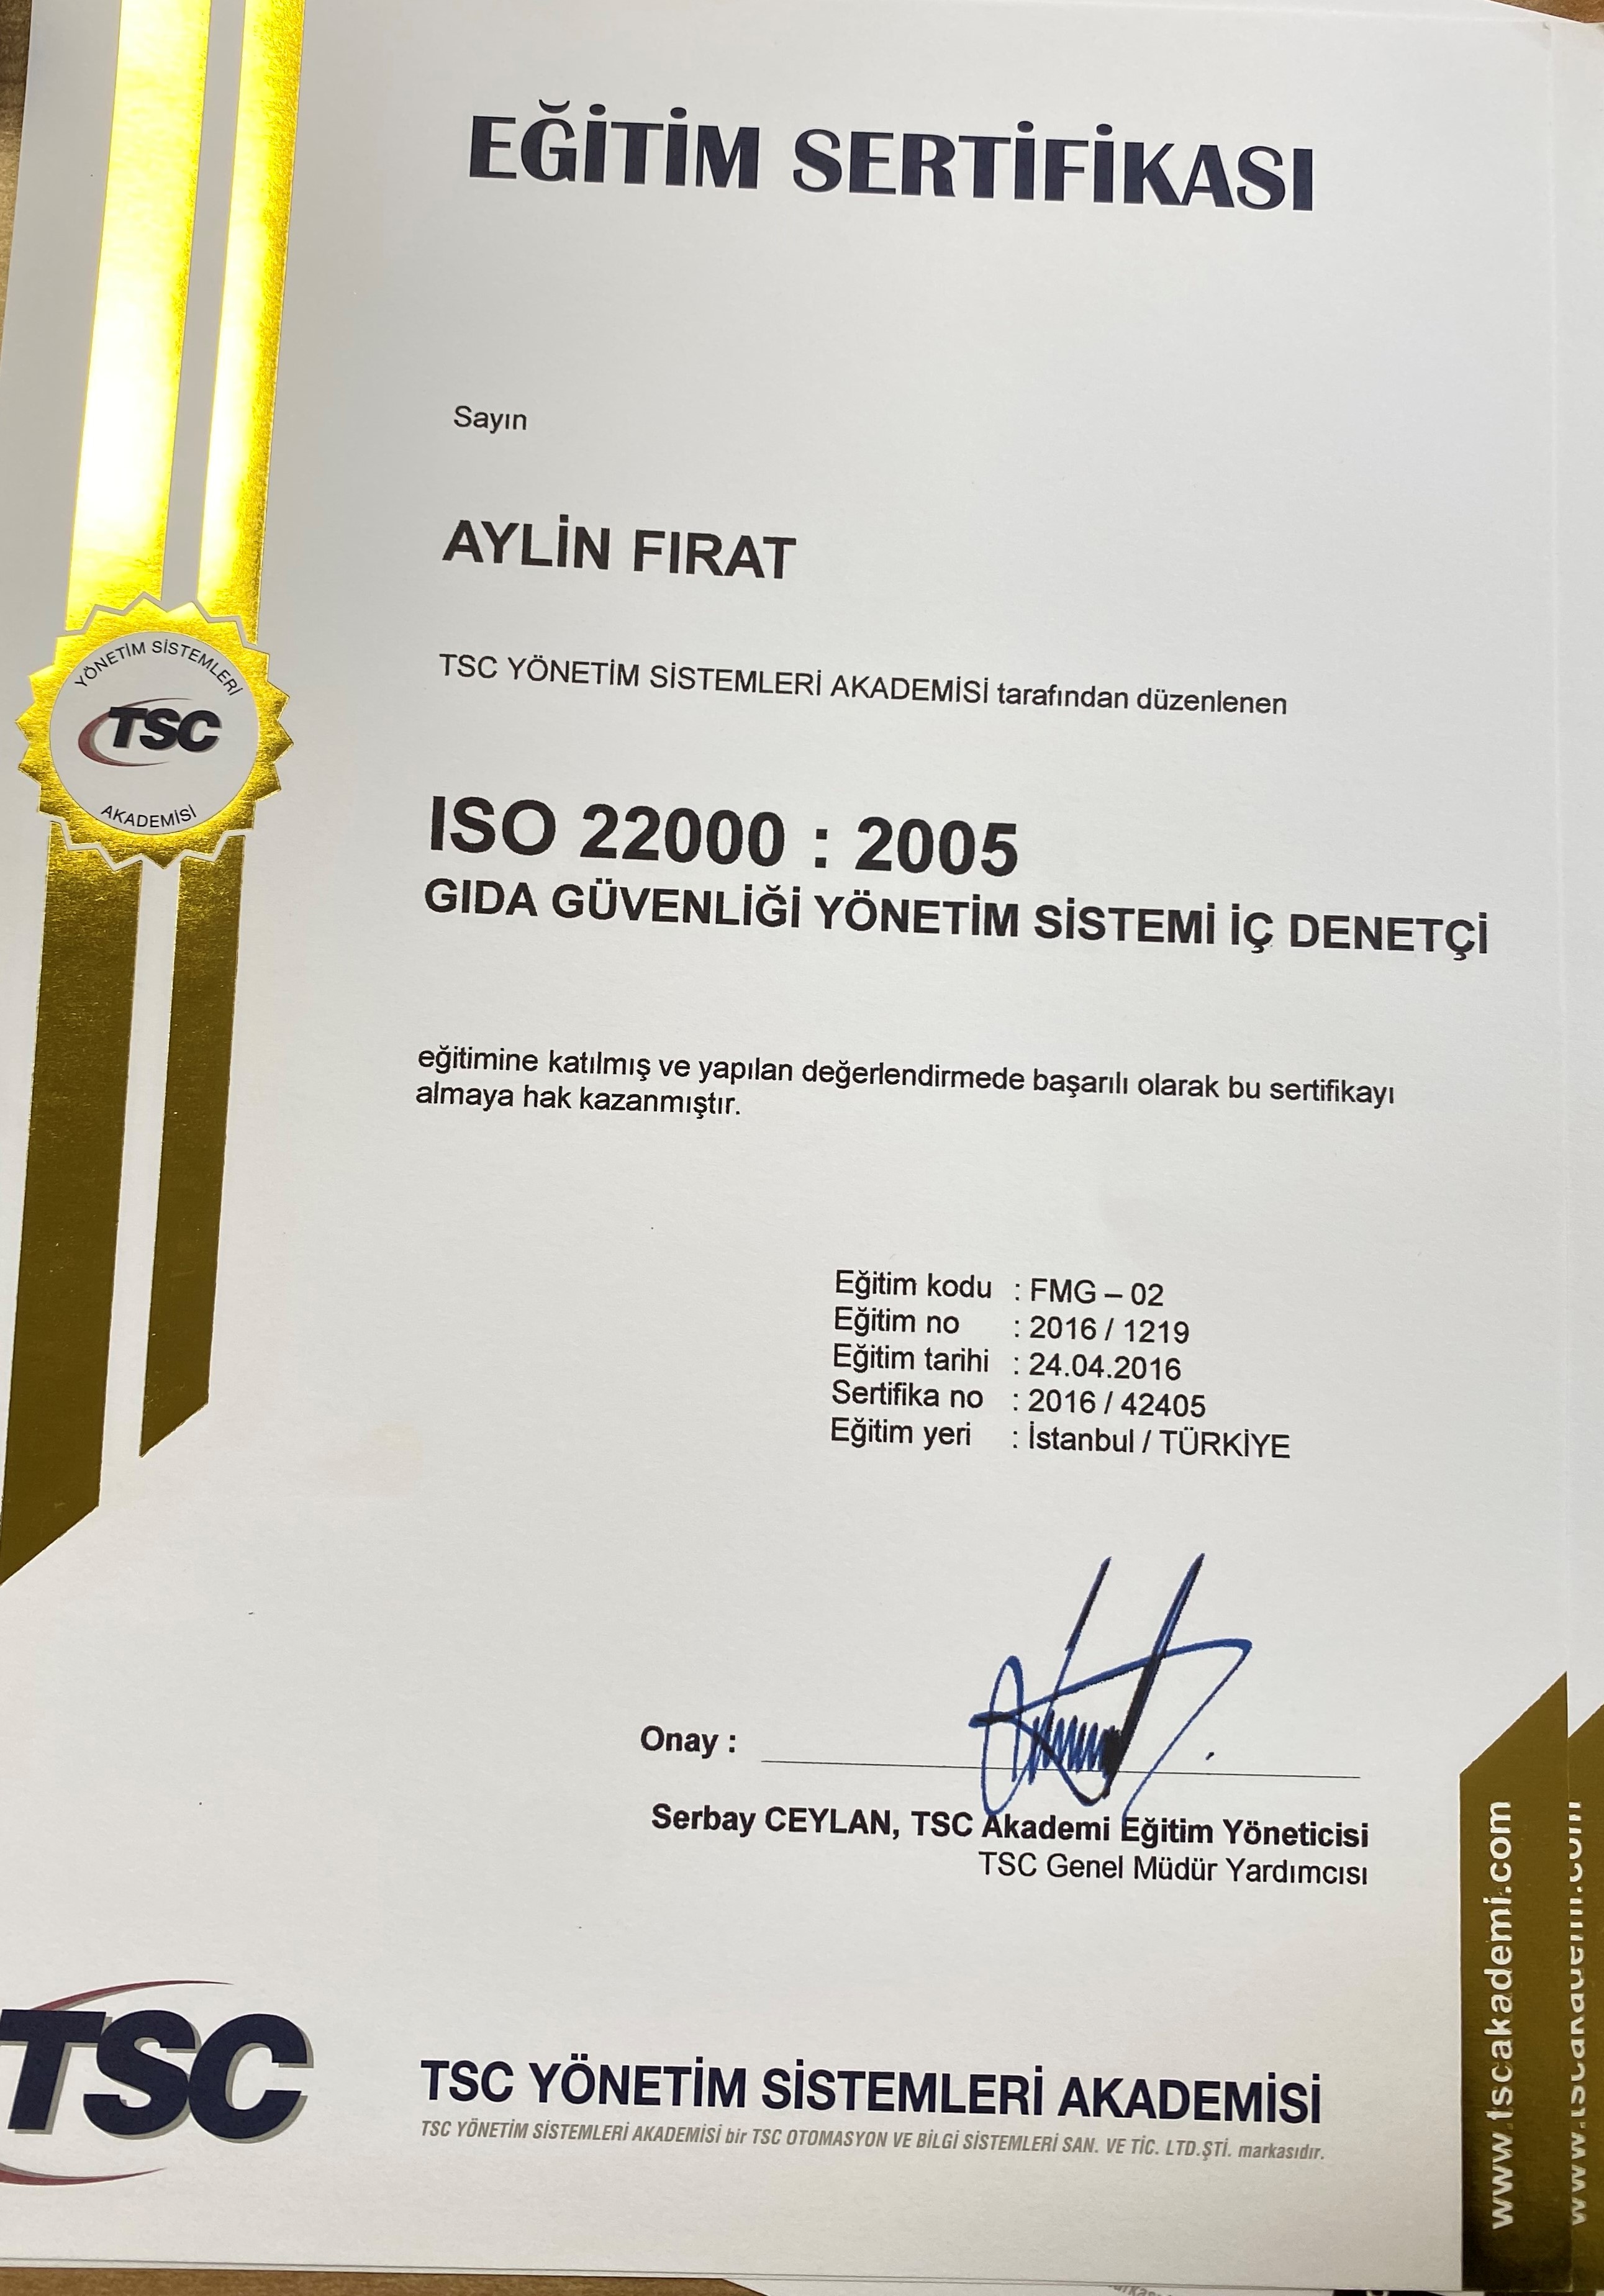 EĞİTİM SERTİFİKASI
Sayın
AYLİN FIRAT
TSC YÖNETİM SİSTEMLERİ AKADEMİSİ tarafından düzenlenen
YÖNETİM SİSTEMLERİ
TSC
AKADEMİSİ
ISO 22000 : 2005
GIDA GÜVENLİĞİ YÖNETİM SİSTEMİ İÇ DENETÇİ
eğitimine katılmış ve yapılan değerlendirmede başarılı olarak bu sertifikayı
almaya hak kazanmıştır.
Eğitim kodu : FMG – 02
Eğitim no : 2016 / 1219
Eğitim tarihi : 24.04.2016
Sertifika no : 2016 / 42405
Eğitim yeri : İstanbul / TÜRKİYE
Onay :
Serbay CEYLAN, TSC Akademi Eğitim Yöneticisi
TSC Genel Müdür Yardımcısı
TSC
TSC YÖNETİM SİSTEMLERİ AKADEMİSİ
TSC YÖNETİM SİSTEMLERİ AKADEMİSİ bir TSC OTOMASYON VE BİLGİ SİSTEMLERİ SAN. VE TİC. LTD.ŞTİ. markasıdır.
www.tscakademi.com